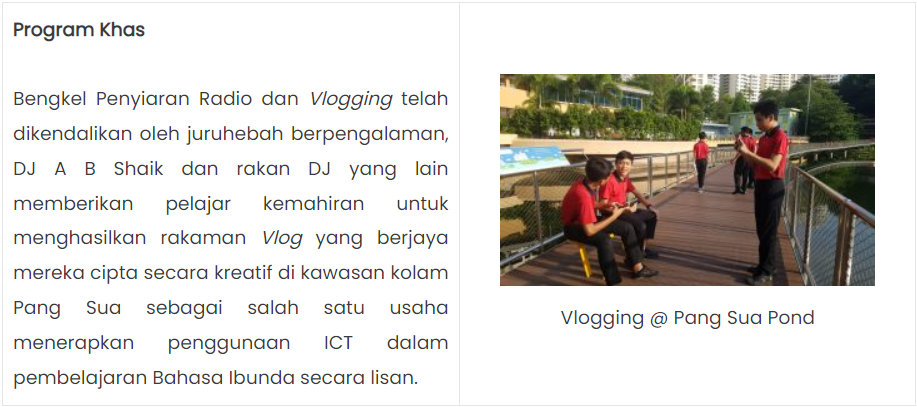 Program Khas
Bengkel Penyiaran Radio dan Vlogging telah
dikendalikan oleh juruhebah berpengalaman,
DJ A B Shaik dan rakan DJ yang lain
memberikan pelajar kemahiran untuk
menghasilkan rakaman Vlog yang berjaya
mereka cipta secara kreatif di kawasan kolam
Pang Sua sebagai salah satu usaha
menerapkan penggunaan ICT dalam
pembelajaran Bahasa Ibunda secara lisan.
Vlogging @ Pang Sua Pond